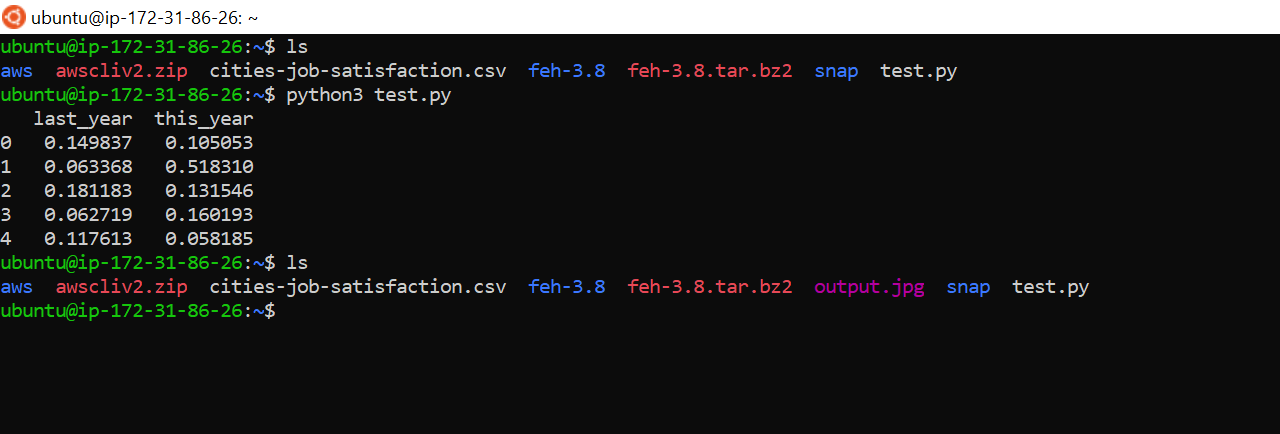 ubuntu@ip-172-31-86-26: ~
ubuntu@ip-172-31-86-26:~$ ls
aws  awscliv2.zip  cities-job-satisfaction.csv  feh-3.8  feh-3.8.tar.bz2  snap  test.py
ubuntu@ip-172-31-86-26:~$ python3 test.py
   last_year  this_year
0   0.149837   0.105053
1   0.063368   0.518310
2   0.181183   0.131546
3   0.062719   0.160193
4   0.117613   0.058185
ubuntu@ip-172-31-86-26:~$ ls
aws  awscliv2.zip  cities-job-satisfaction.csv  feh-3.8  feh-3.8.tar.bz2  output.jpg  snap  test.py
ubuntu@ip-172-31-86-26:~$